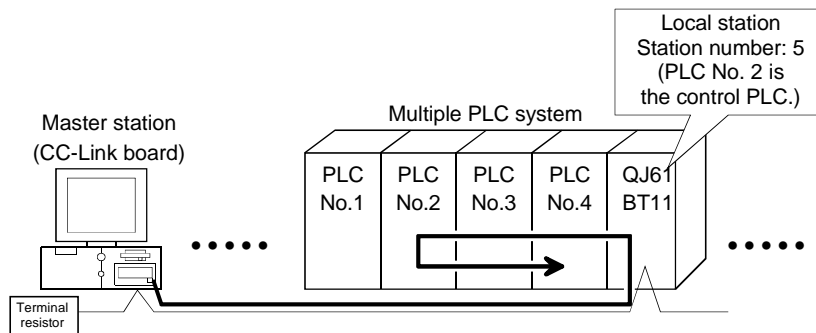 Local station
Station number: 5
(PLC No. 2 is
the control PLC.)
Multiple PLC system
Master station
(CC-Link board)
PLC
No.1
PLC
No.2
PLC
No.3
PLC
No.4
QJ61
BT11
Terminal
resistor